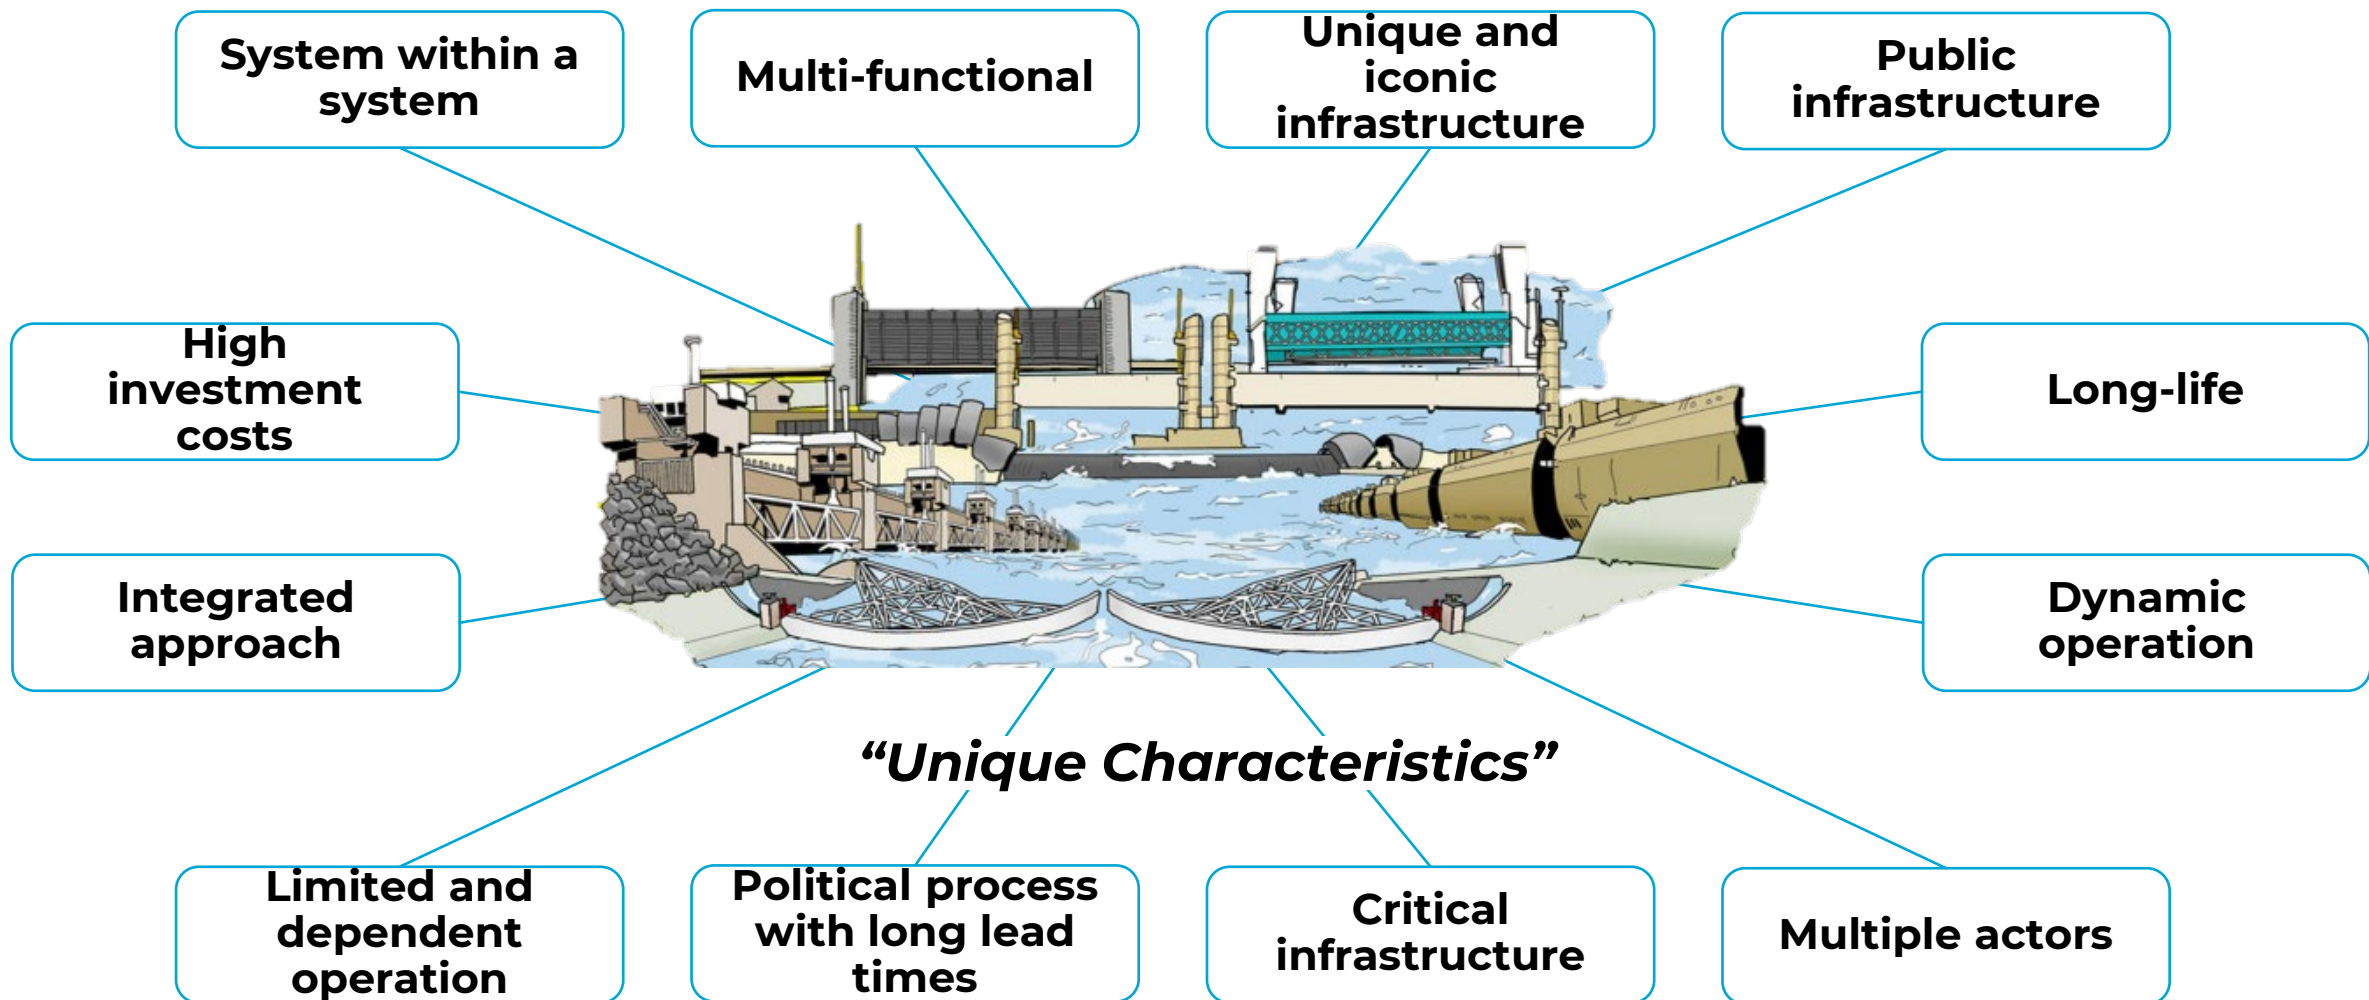 System within a
system
Multi-functional
Unique and
iconic
infrastructure
Public
infrastructure
High
investment
costs
Long-life
Integrated
approach
Dynamic
operation
“Unique Characteristics”
Limited and
dependent
operation
Political process
with long lead
times
Critical
infrastructure
Multiple actors